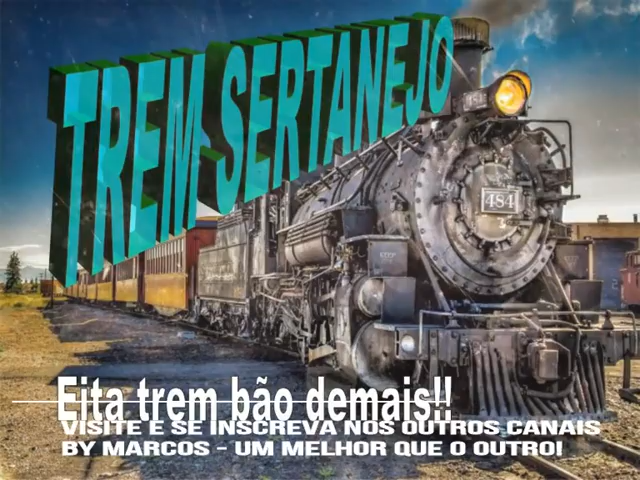 TREM SERTANEJO
484
484
Eita trem bão demais!!
VISITE E SE INSCREVA NOS OUTROS CANAIS
BY MARCOS - UM MELHOR QUE O OUTRO!